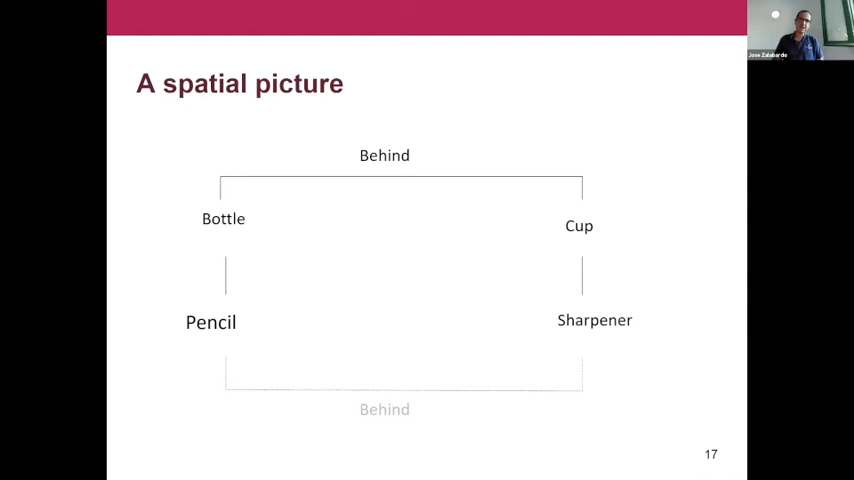 Jose Zalabardo
A spatial picture
Behind
Bottle
Cup
Pencil
Sharpener
Behind
17